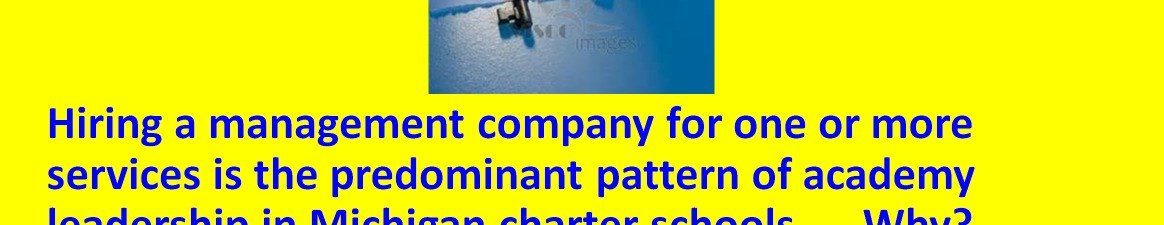 images
Hiring a management company for one or more
services is the predominant pattern of academy
leadership in Michigan charter schools.... Why?